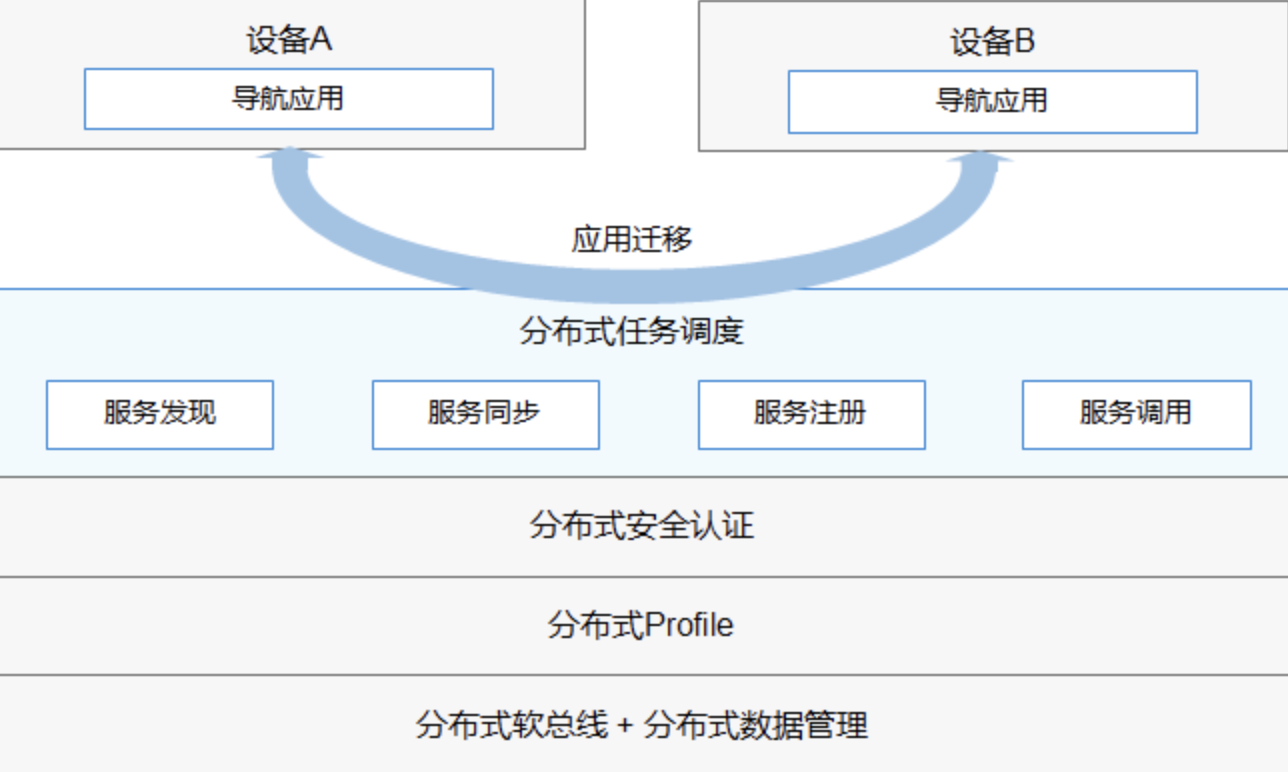 设备A
设备B
导航应用
导航应用
应用迁移
分布式任务调度
服务发现
服务同步
服务注册
服务调用
分布式安全认证
分布式Profile
分布式软总线 + 分布式数据管理